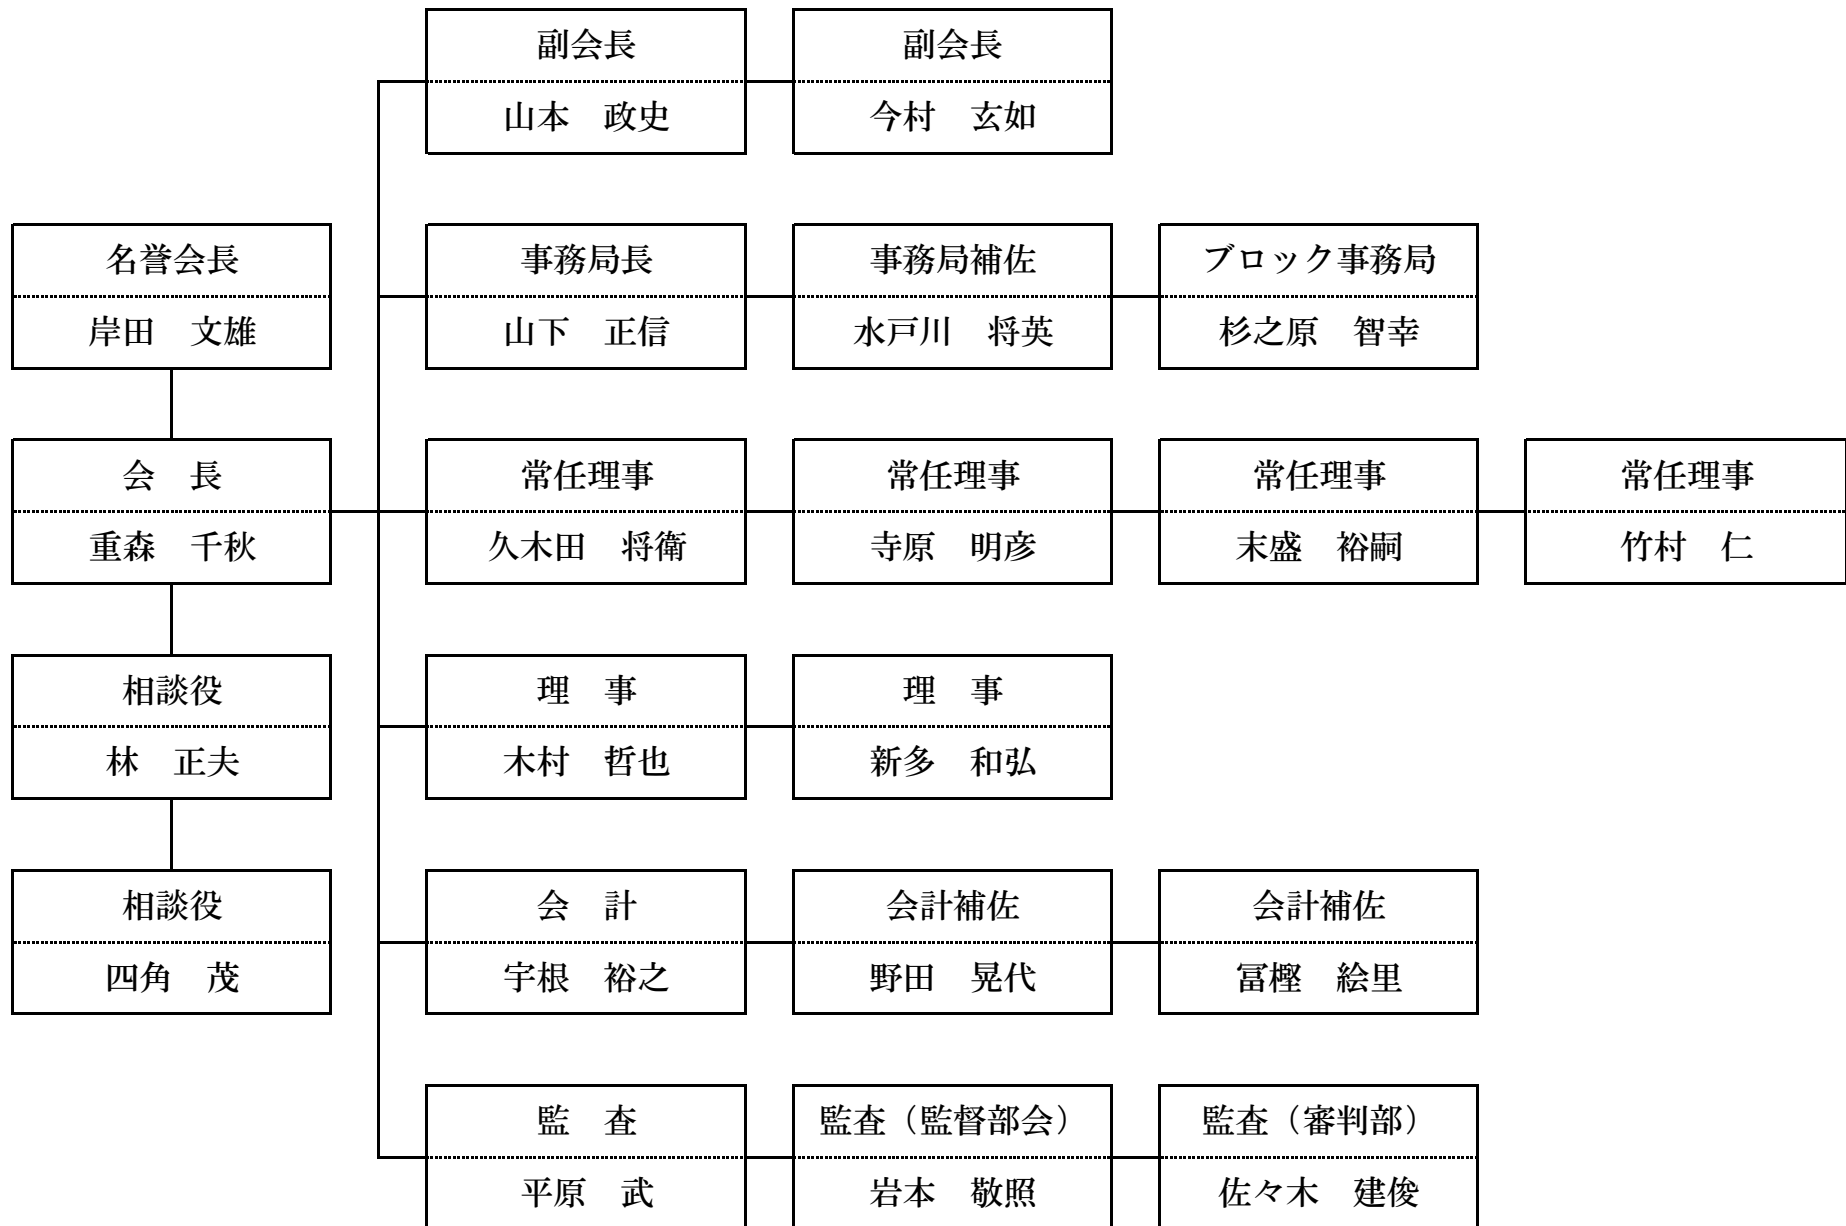 副会長
山本　政史
副会長
今村　玄如
名誉会長
岸田　文雄
事務局長
山下　正信
事務局補佐
水戸川　将英
ブロック事務局
杉之原　智幸
会　長
重森　千秋
常任理事
久木田　将衛
常任理事
寺原　明彦
常任理事
末盛　裕嗣
常任理事
竹村　仁
相談役
林　正夫
理　事
木村　哲也
理　事
新多　和弘
相談役
四角　茂
会　計
宇根　裕之
会計補佐
野田　晃代
会計補佐
冨樫　絵里
監　査
平原　武
監査（監督部会）
岩本　敬照
監査（審判部）
佐々木　建俊